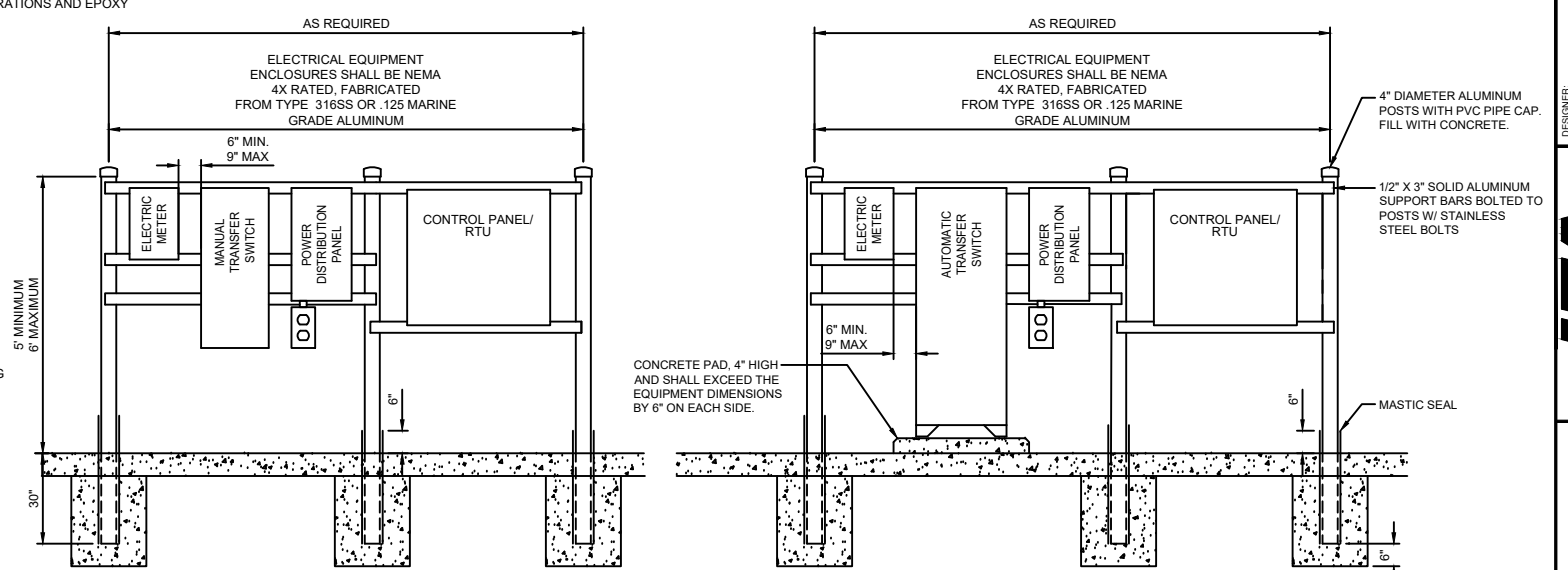 RATIONS AND EPOXY
AS REQUIRED
ELECTRICAL EQUIPMENT
ENCLOSURES SHALL BE NEMA
4X RATED, FABRICATED
FROM TYPE 316SS OR .125 MARINE
GRADE ALUMINUM
6" MIN.
9" MAX
ELECTRIC
METER
MANUAL
TRANSFER
SWITCH
POWER
DISTRIBUTION
PANEL
CONTROL PANEL/
RTU
5' MINIMUM
6' MAXIMUM
G
6"
30"
AS REQUIRED
ELECTRICAL EQUIPMENT
ENCLOSURES SHALL BE NEMA
4X RATED, FABRICATED
FROM TYPE 316SS OR .125 MARINE
GRADE ALUMINUM
4" DIAMETER ALUMINUM
POSTS WITH PVC PIPE CAP.
FILL WITH CONCRETE.
1/2" X 3" SOLID ALUMINUM
SUPPORT BARS BOLTED TO
POSTS W/ STAINLESS
STEEL BOLTS
ELECTRIC
METER
AUTOMATIC
TRANSFER
SWITCH
POWER
DISTRIBUTION
PANEL
CONTROL PANEL/
RTU
6" MIN.
9" MAX
CONCRETE PAD, 4" HIGH
AND SHALL EXCEED THE
EQUIPMENT DIMENSIONS
BY 6" ON EACH SIDE.
6"
MASTIC SEAL
6"
DESIGNER: